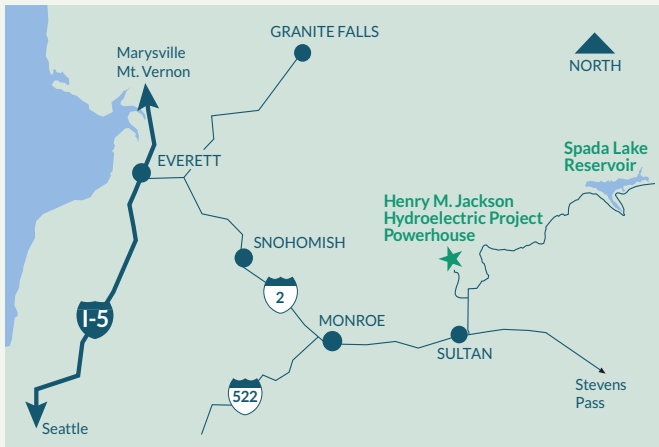 GRANITE FALLS
Marysville
Mt. Vernon
NORTH
EVERETT
Spada Lake
Reservoir
Henry M. Jackson
Hydroelectric Project
Powerhouse
SNOHOMISH
2
I-5
MONROE
SULTAN
522
Stevens
Pass
Seattle